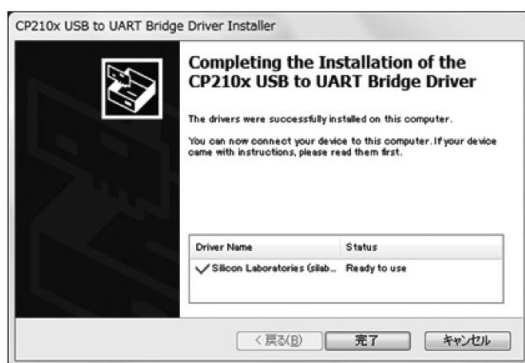 CP210x USB to UART Bridge Driver Installer
Completing the Installation of the
CP210x USB to UART Bridge Driver
The drivers were successfully installed on this computer.
You can now connect your device to this computer. If your device
came with instructions, please read them first.
Driver Name Status
Silicon Laboratories (silab... Ready to use
< 戻る(B) 完了 キャンセル